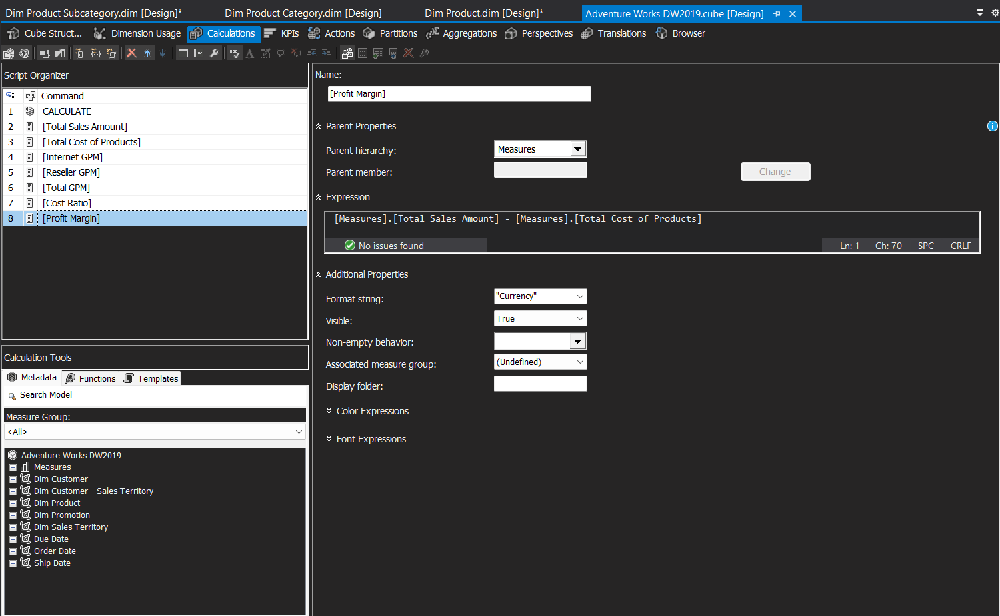 Dim Product Subcategory.dim [Design]* Dim Product Category.dim [Design] Dim Product.dim [Design]* Adventure Works DW2019.cube [Design]
Cube Struct... Dimension Usage Calculations KPIs Actions Partitions Aggregations Perspectives Translations Browser
Script Organizer
Command
1 CALCULATE
2 [Total Sales Amount]
3 [Total Cost of Products]
4 [Internet GPM]
5 [Reseller GPM]
6 [Total GPM]
7 [Cost Ratio]
8 [Profit Margin]
Calculation Tools
Metadata Functions Templates
Search Model
Measure Group:
<All>
Adventure Works DW2019
Measures
Dim Customer
Dim Customer - Sales Territory
Dim Product
Dim Promotion
Dim Sales Territory
Due Date
Order Date
Ship Date
Name:
[Profit Margin]
Parent Properties
Parent hierarchy: Measures
Parent member: Change
Expression
[Measures].[Total Sales Amount] - [Measures].[Total Cost of Products]
No issues found Ln: 1 Ch: 70 SPC CRLF
Additional Properties
Format string: "Currency"
Visible: True
Non-empty behavior:
Associated measure group: (Undefined)
Display folder:
Color Expressions
Font Expressions